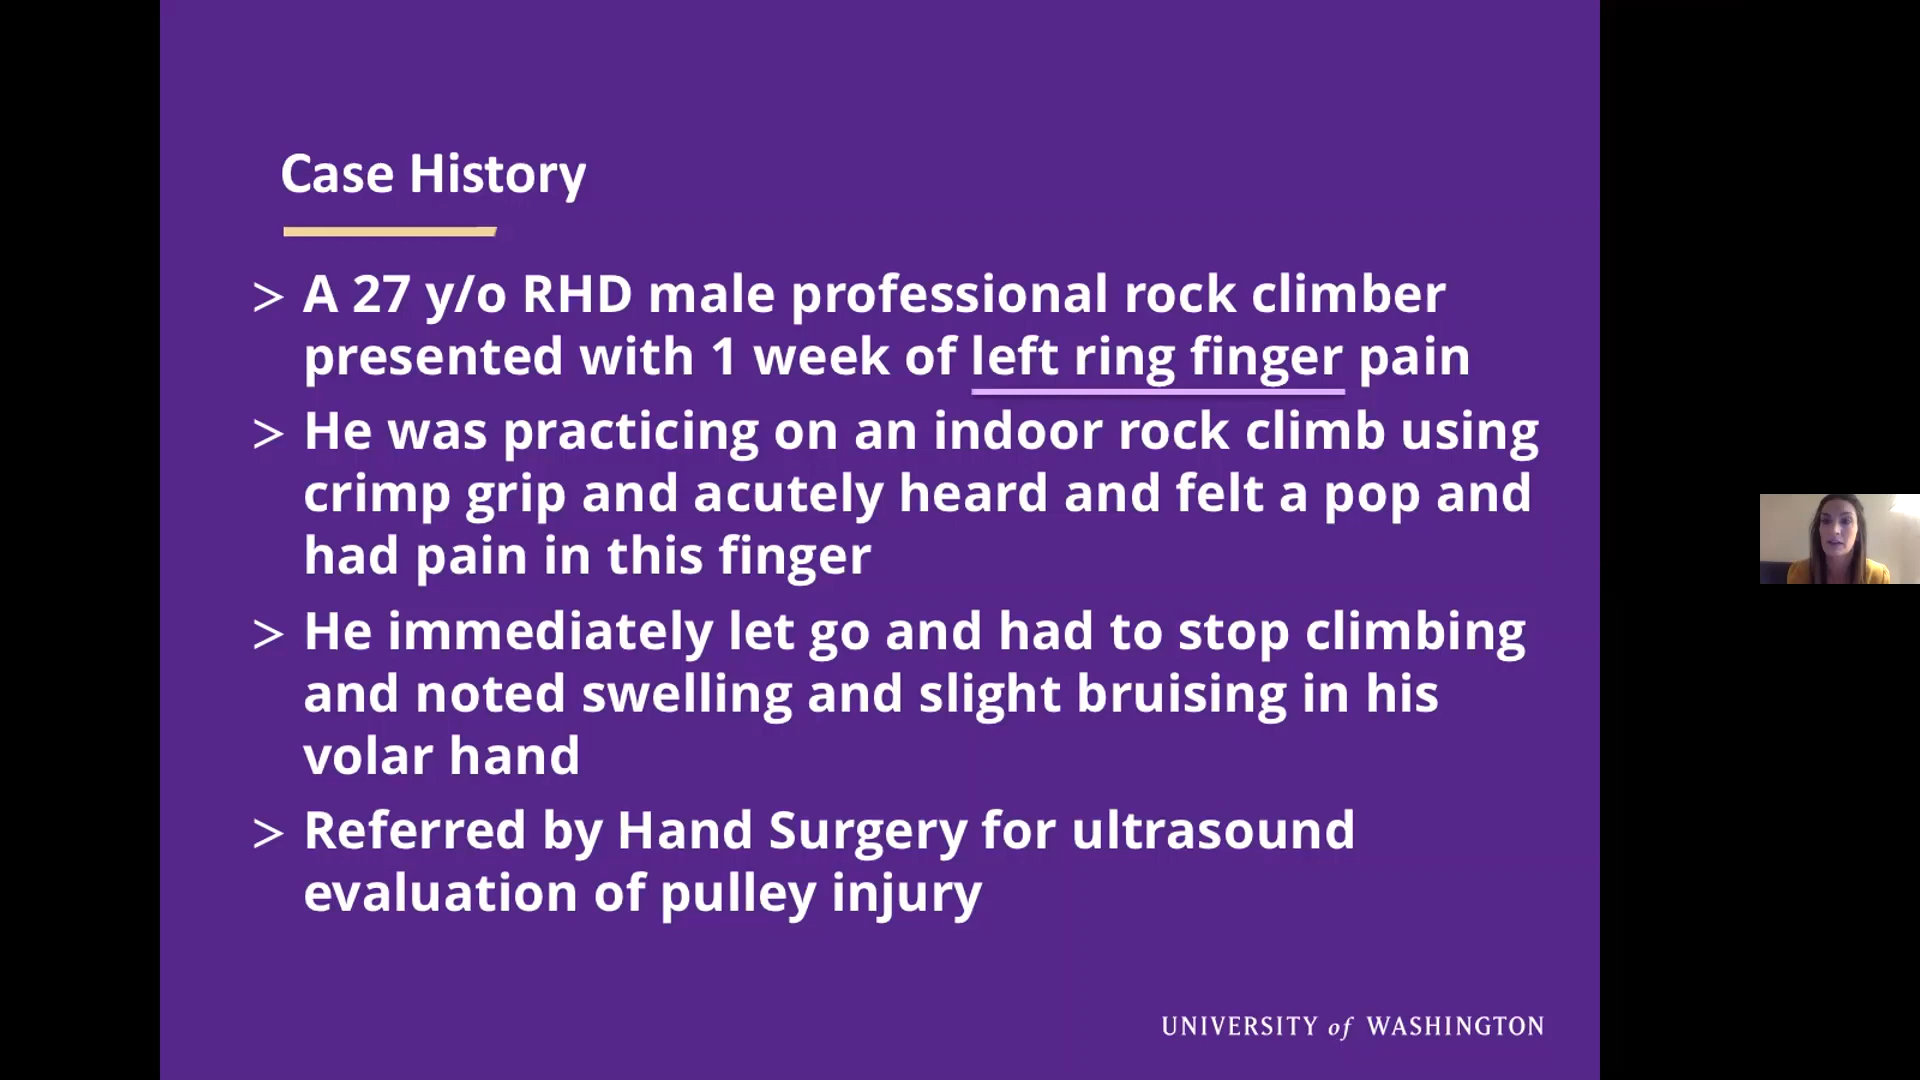 Case History
> A 27 y/o RHD male professional rock climber
presented with 1 week of left ring finger pain
> He was practicing on an indoor rock climb using
crimp grip and acutely heard and felt a pop and
had pain in this finger
> He immediately let go and had to stop climbing
and noted swelling and slight bruising in his
volar hand
> Referred by Hand Surgery for ultrasound
evaluation of pulley injury
UNIVERSITY of WASHINGTON